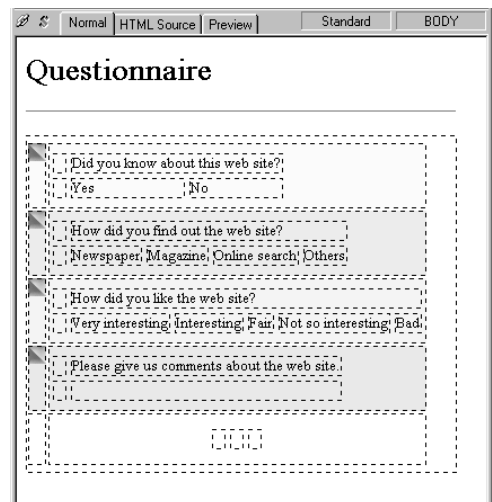 Normal HTML Source Preview Standard BODY
Questionnaire
Did you know about this web site?
Yes No
How did you find out the web site?
Newspaper Magazine Online search Others
How did you like the web site?
Very interesting Interesting Fair Not so interesting Bad
Please give us comments about the web site.